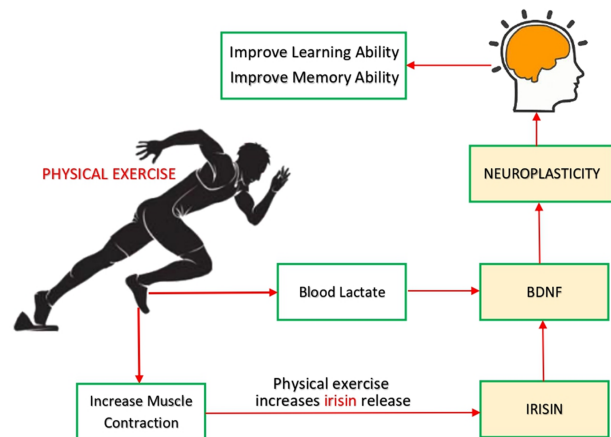 Improve Learning Ability
Improve Memory Ability
PHYSICAL EXERCISE
NEUROPLASTICITY
Blood Lactate
BDNF
Increase Muscle
Contraction
Physical exercise
increases irisin release
IRISIN